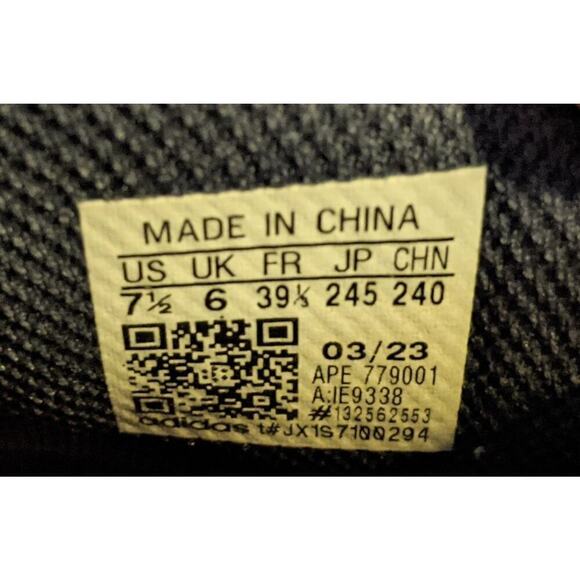 MADE IN CHINA
US UK FR JP CHN
7½ 6 39⅓ 245 240
03/23
APE 779001
A:IE9338
#132562553
adidas t#JX1S7100294